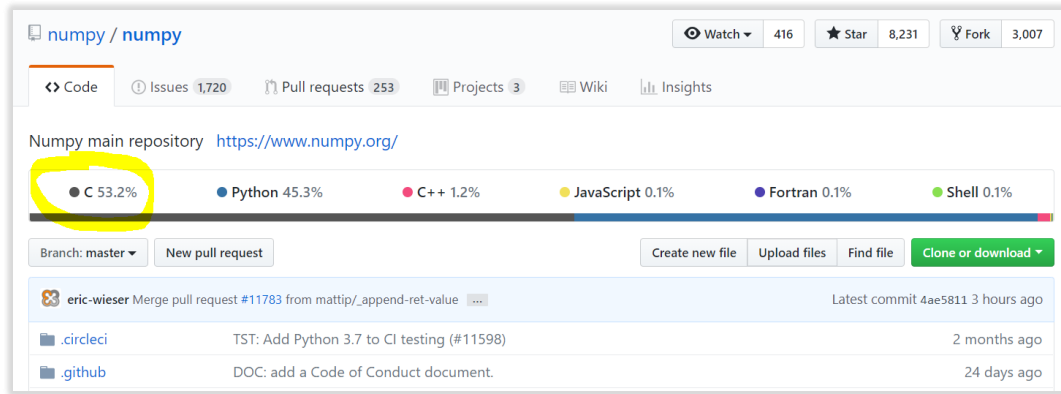 numpy / numpy Watch 416 Star 8,231 Fork 3,007
Code Issues 1,720 Pull requests 253 Projects 3 Wiki Insights
Numpy main repository https://www.numpy.org/
C 53.2% Python 45.3% C++ 1.2% JavaScript 0.1% Fortran 0.1% Shell 0.1%
Branch: master New pull request Create new file Upload files Find file Clone or download
eric-wieser Merge pull request #11783 from mattip/_append-ret-value ... Latest commit 4ae5811 3 hours ago
.circleci TST: Add Python 3.7 to CI testing (#11598) 2 months ago
.github DOC: add a Code of Conduct document. 24 days ago